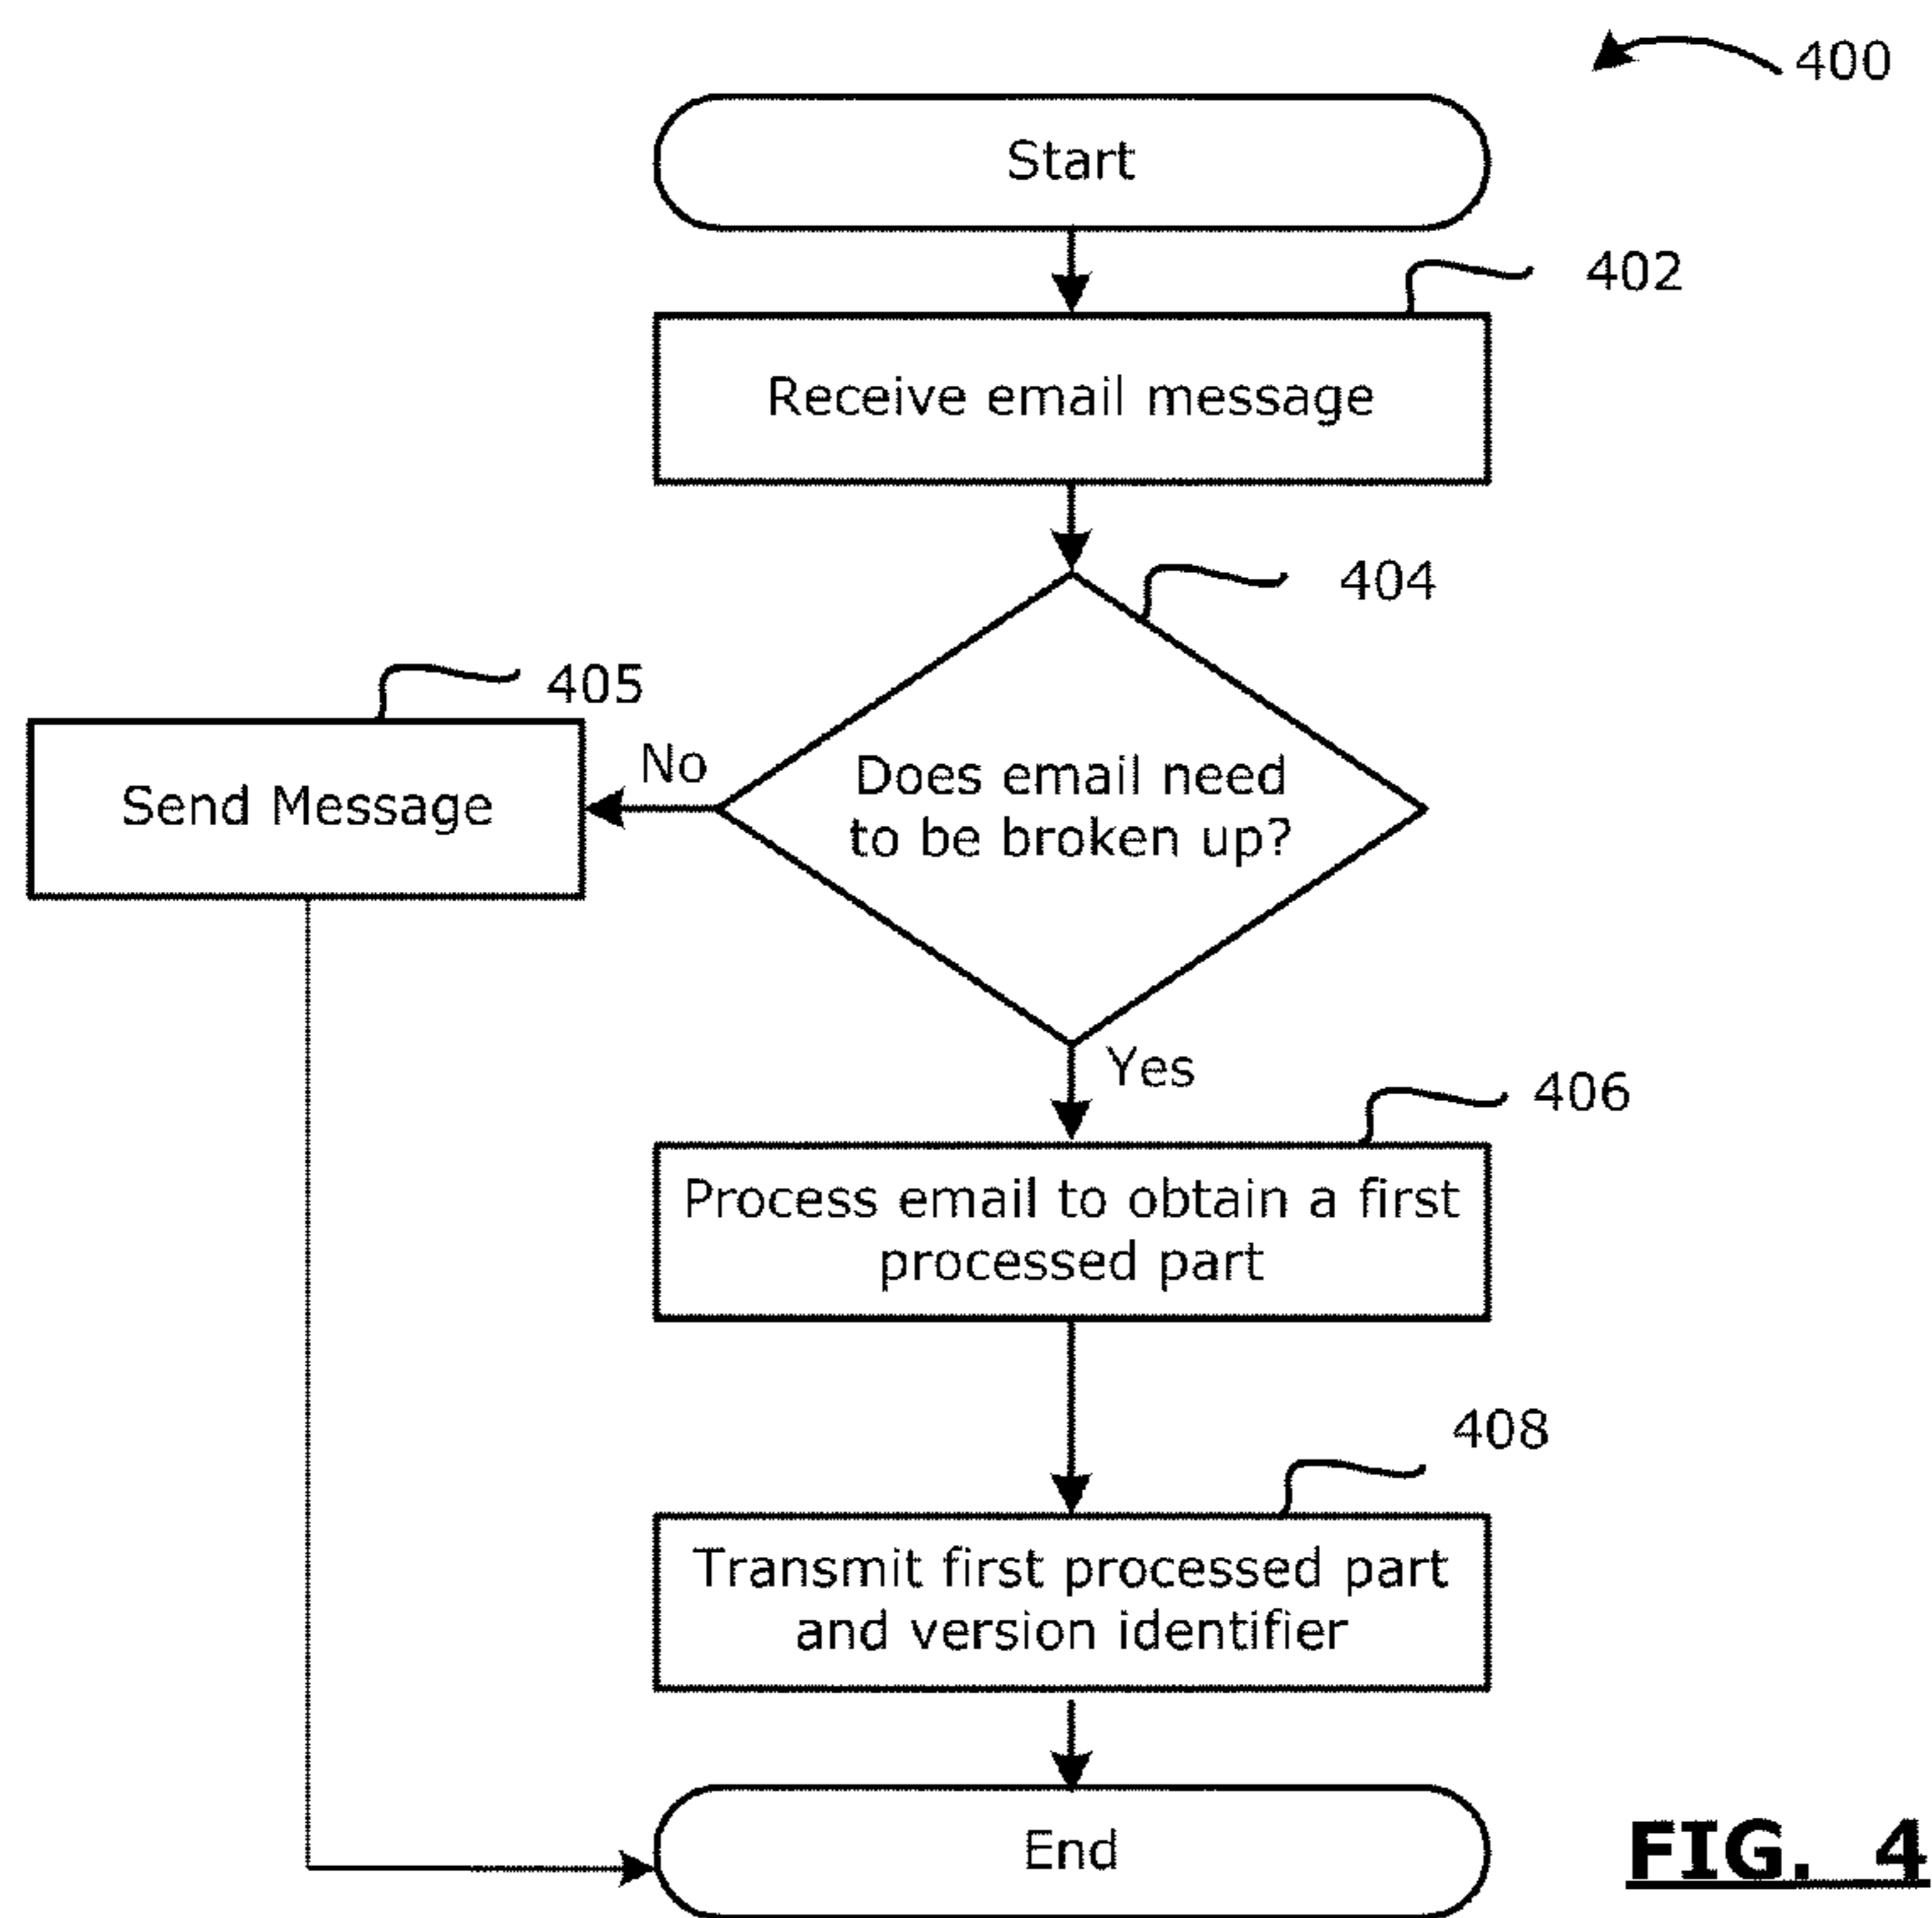 400
Start
402
Receive email message
404
405
Send Message
No
Does email need
to be broken up?
Yes
406
Process email to obtain a first
processed part
408
Transmit first processed part
and version identifier
End
FIG. 4